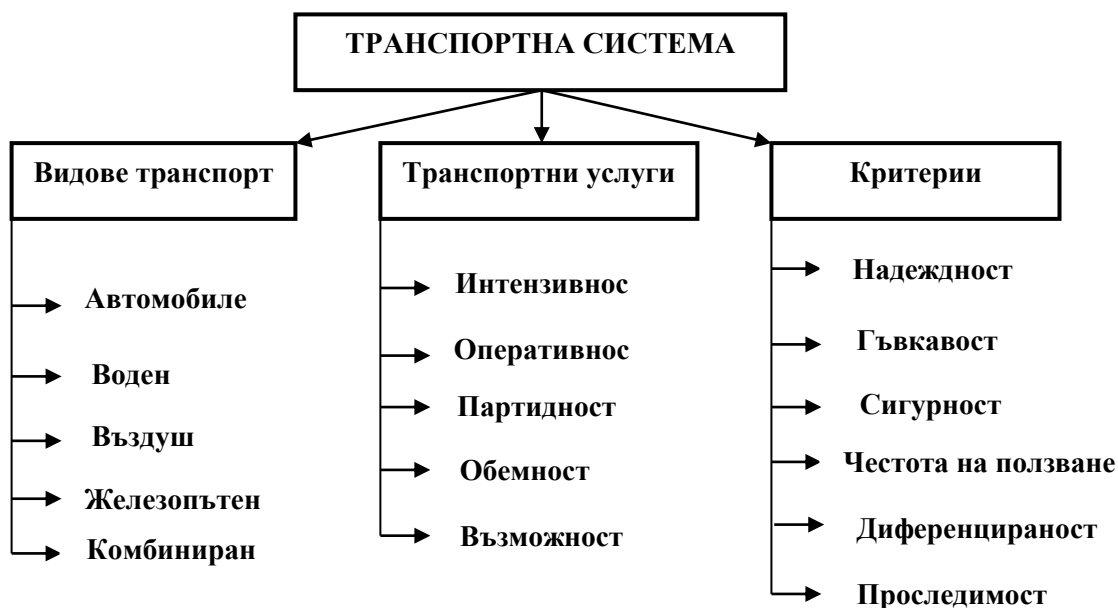 ТРАНСПОРТНА СИСТЕМА
Видове транспорт
Автомобиле
Воден
Въздуш
Железопътен
Комбиниран
Транспортни услуги
Интензивнос
Оперативнос
Партидност
Обемност
Възможност
Критерии
Надеждност
Гъвкавост
Сигурност
Честота на ползване
Диференцираност
Проследимост